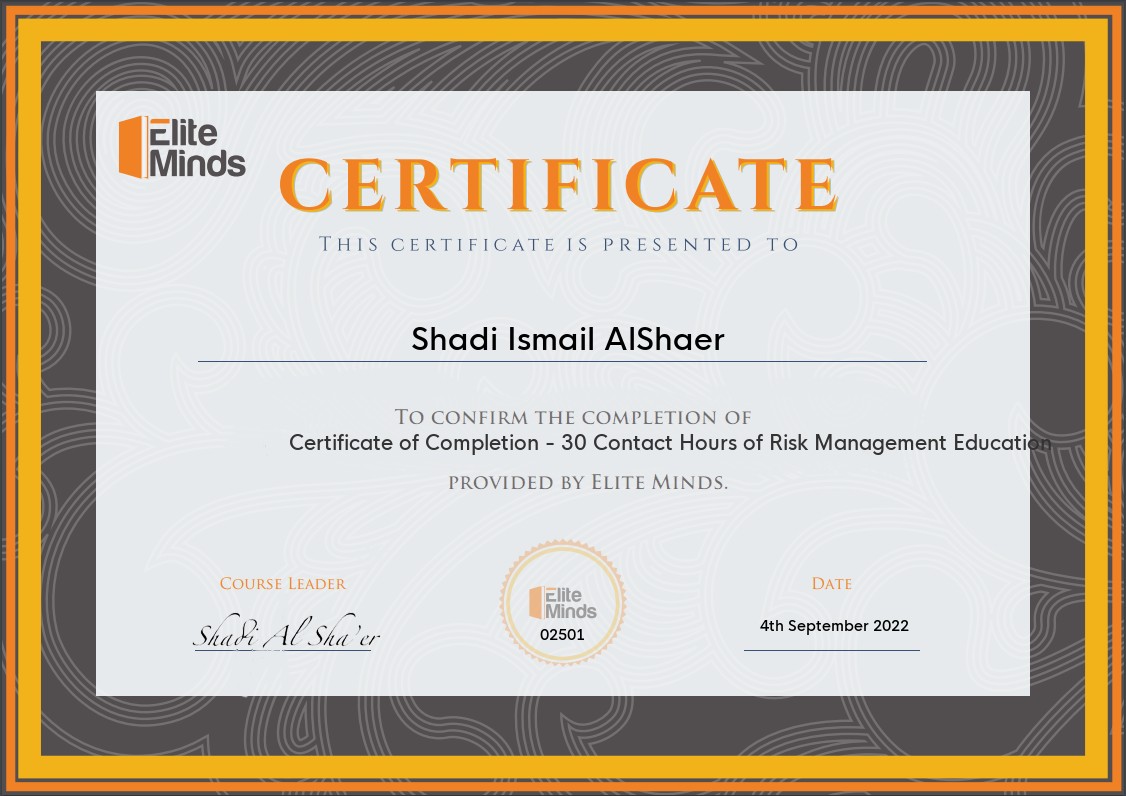 Elite
Minds
CERTIFICATE
THIS CERTIFICATE IS PRESENTED TO
Shadi Ismail AlShaer
TO CONFIRM THE COMPLETION OF
Certificate of Completion - 30 Contact Hours of Risk Management Education
PROVIDED BY ELITE MINDS.
COURSE LEADER
Shadi Al Sha'er
Elite
Minds
02501
DATE
4th September 2022